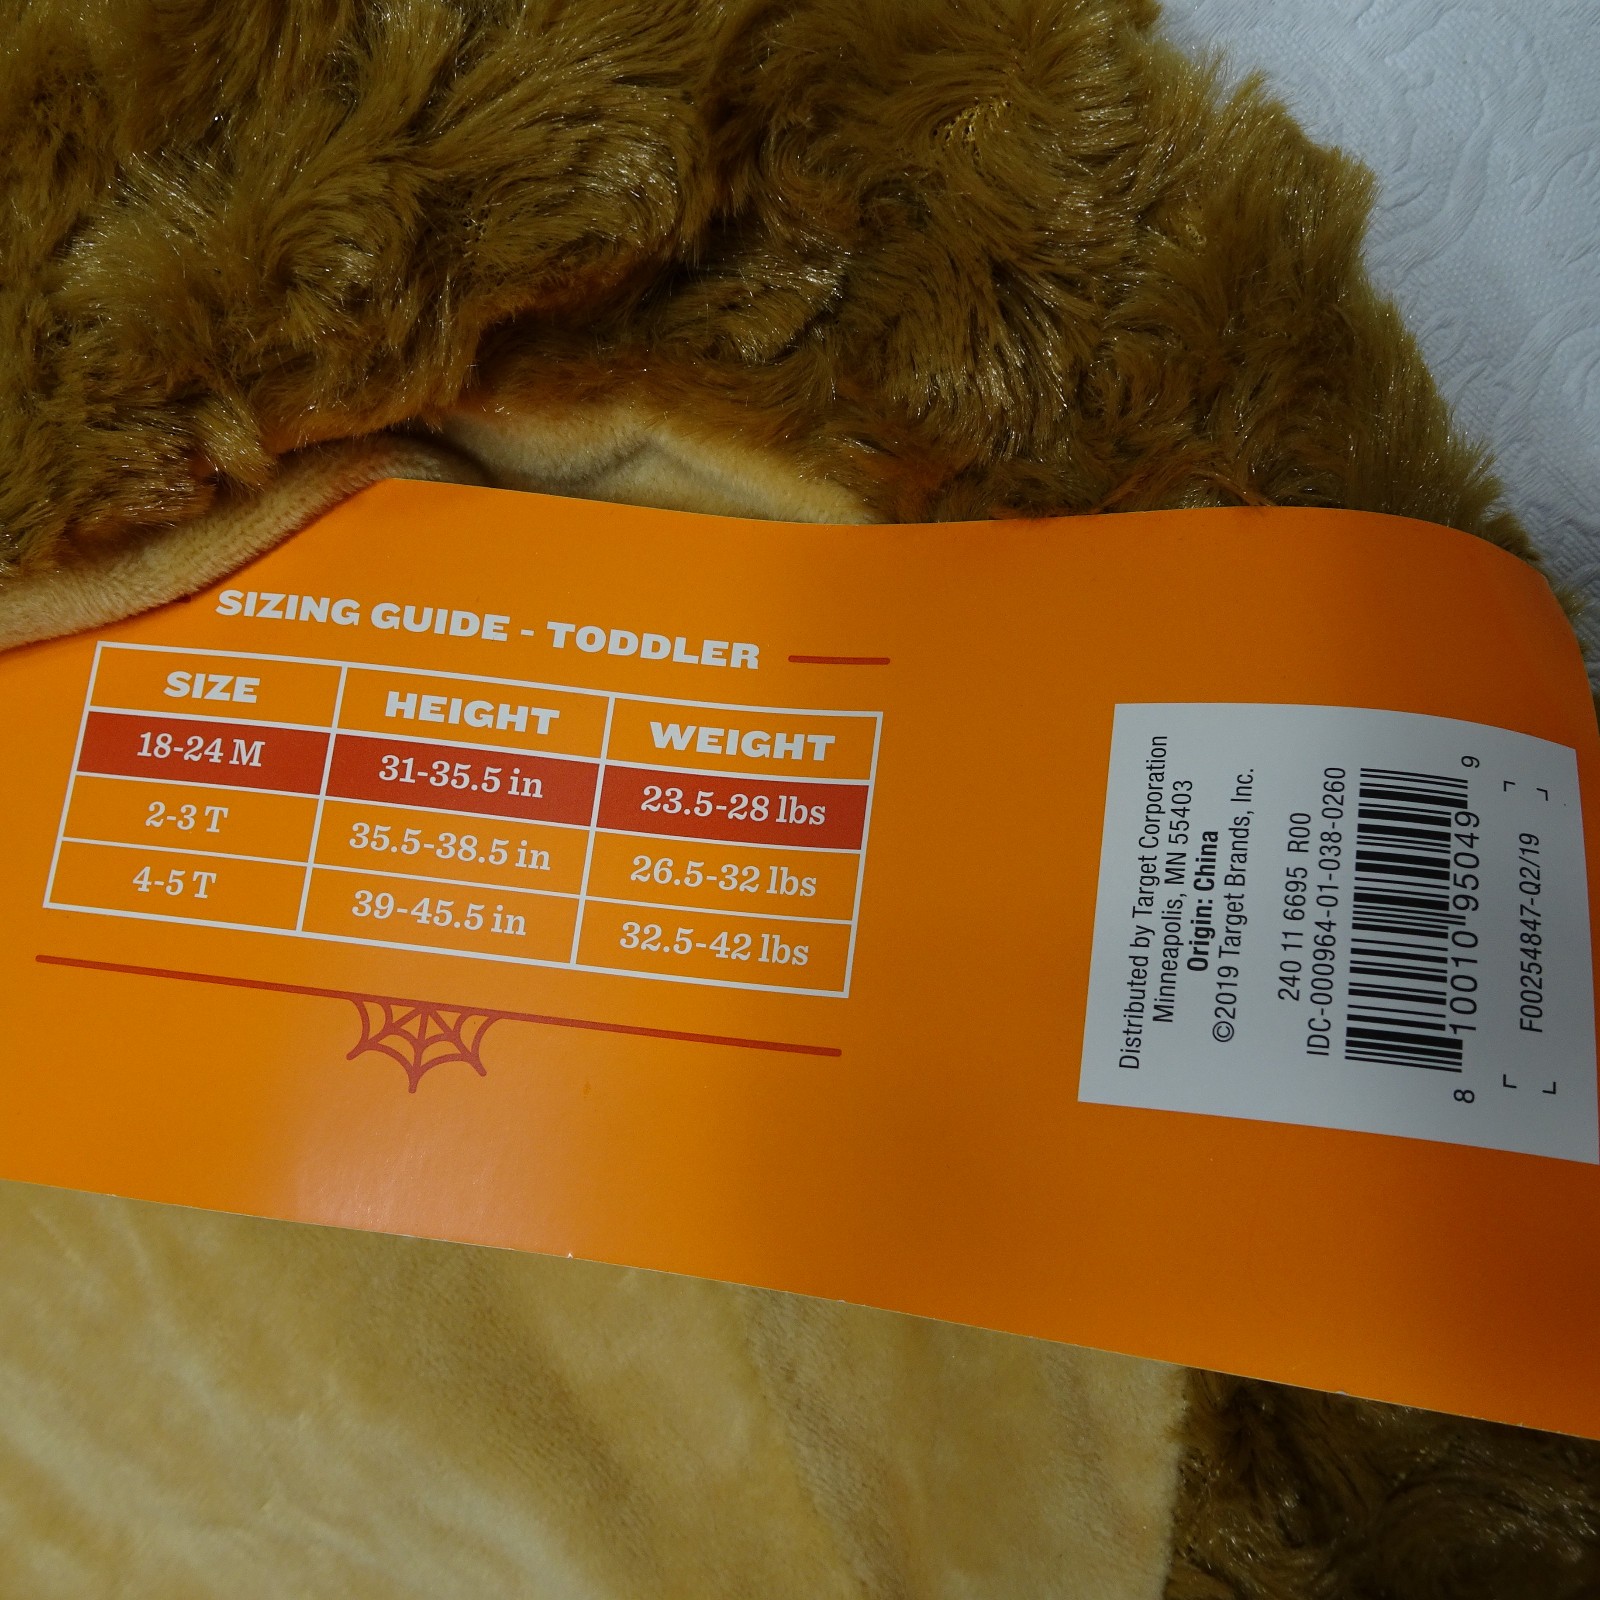 SIZING GUIDE - TODDLER
SIZE HEIGHT WEIGHT
18-24 M 31-35.5 in 23.5-28 lbs
2-3 T 35.5-38.5 in 26.5-32 lbs
4-5 T 39-45.5 in 32.5-42 lbs
Distributed by Target Corporation
Minneapolis, MN 55403
Origin: China
©2019 Target Brands, Inc.
240 11 6695 R00
IDC-000964-01-038-0260
8 10010 95049 9
F00254847-Q2/19